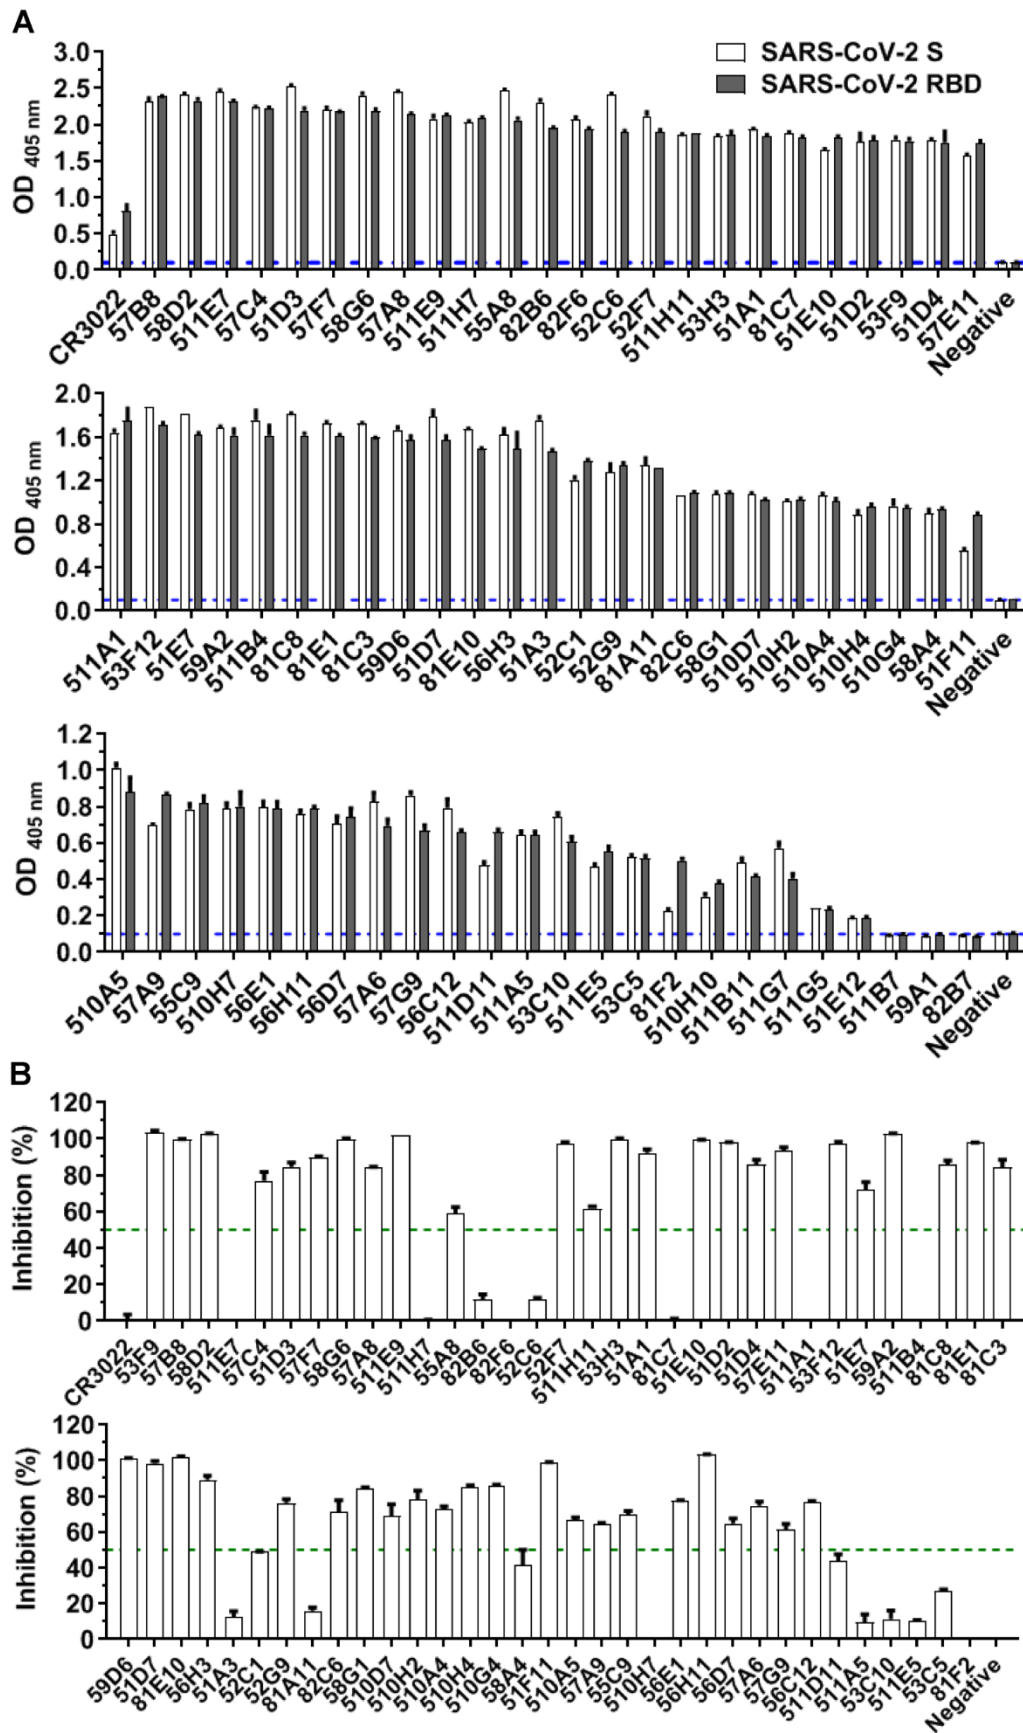 A
SARS-CoV-2 S
SARS-CoV-2 RBD
OD 405 nm
3.0
2.5
2.0
1.5
1.0
0.5
0.0
CR3022 57B8 58D2 511E7 57C4 51D3 57F7 58G6 57A8 511E9 511H7 55A8 82B6 82F6 52C6 52F7 511H11 53H3 51A1 81C7 51E10 51D2 53F9 51D4 57E11 Negative
OD 405 nm
2.0
1.6
1.2
0.8
0.4
0.0
511A1 53F12 51E7 59A2 511B4 81C8 81E1 81C3 59D6 51D7 81E10 56H3 51A3 52C1 52G9 81A11 82C6 58G1 510D7 510H2 510A4 510H4 510G4 58A4 51F11 Negative
OD 405 nm
1.2
1.0
0.8
0.6
0.4
0.2
0.0
510A5 57A9 55C9 510H7 56E1 56H11 56D7 57A6 57G9 56C12 511D11 511A5 53C10 511E5 53C5 81F2 510H10 511B11 511G7 511G5 51E12 511B7 59A1 82B7 Negative
B
Inhibition (%)
120
100
80
60
40
20
0
CR3022 53F9 57B8 58D2 511E7 57C4 51D3 57F7 58G6 57A8 511E9 511H7 55A8 82B6 82F6 52C6 52F7 511H11 53H3 51A1 81C7 51E10 51D2 51D4 57E11 511A1 53F12 51E7 59A2 511B4 81C8 81E1 81C3
Inhibition (%)
120
100
80
60
40
20
0
59D6 51D7 81E10 56H3 51A3 52C1 52G9 81A11 82C6 58G1 510D7 510H2 510A4 510H4 510G4 58A4 51F11 510A5 57A9 55C9 510H7 56E1 56H11 56D7 57A6 57G9 56C12 511D11 511A5 53C10 511E5 53C5 81F2 Negative